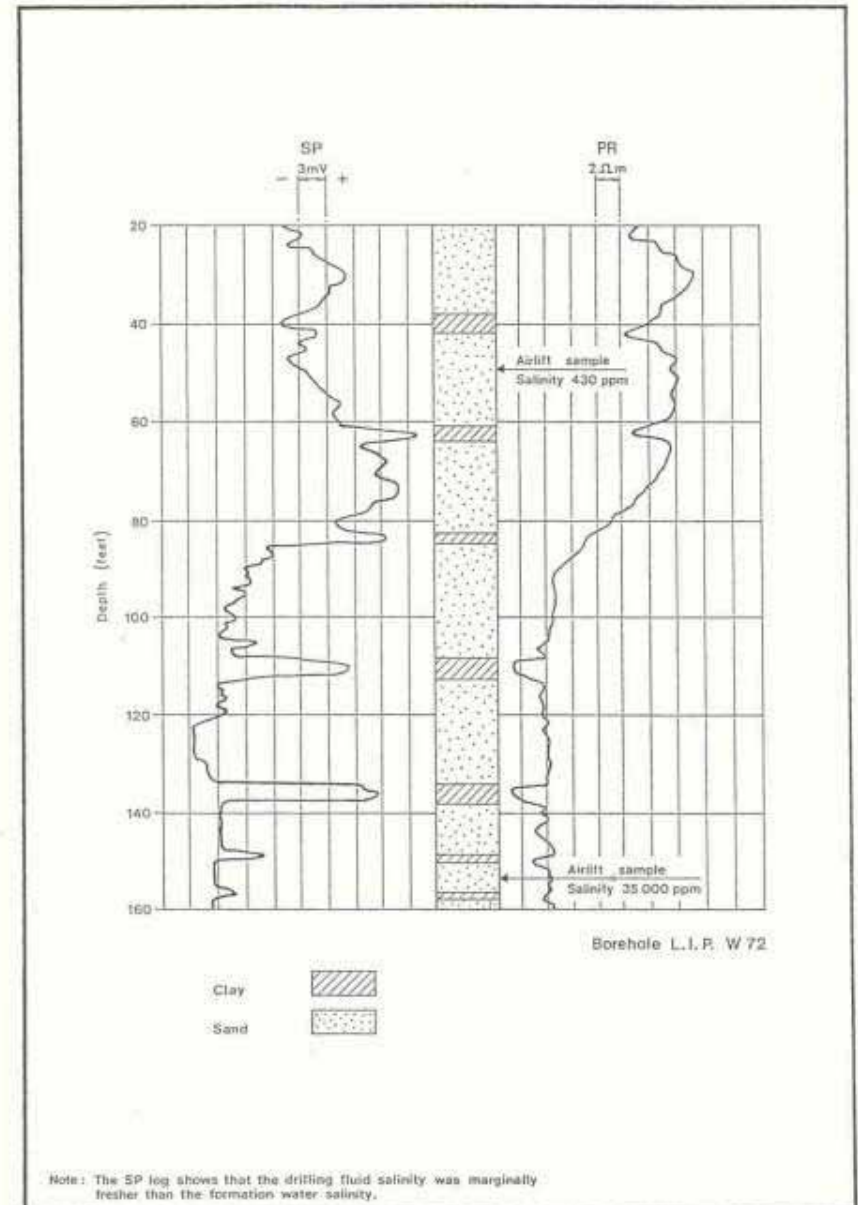 SP
PR
3mV
2 Ωm
- +
20
40
Airlift sample
Salinity 430 ppm
60
80
Depth (feet)
100
120
140
Airlift sample
Salinity 35 000 ppm
160
Borehole L.I.P. W 72
Clay
Sand
Note: The SP log shows that the drilling fluid salinity was marginally
fresher than the formation water salinity.